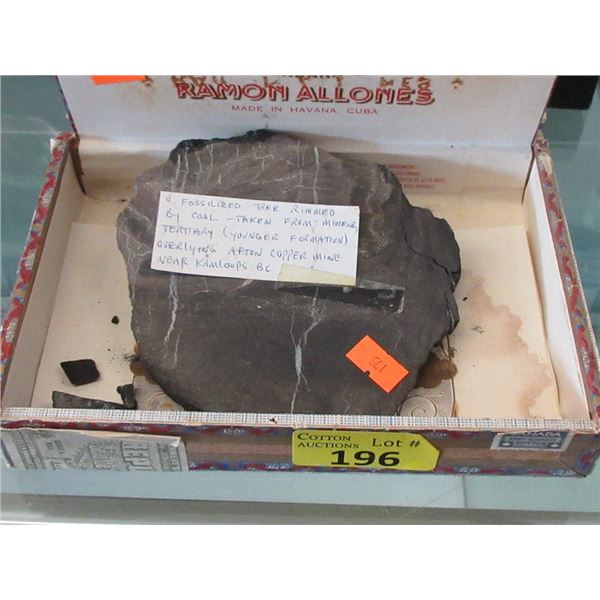 RAMON ALLONES
MADE IN HAVANA, CUBA
FOSSILIZED TREE RIMMED
BY COAL - TAKEN FROM MIOCENE,
TERTIARY (YOUNGER FORMATION)
OVERLYING AFTON COPPER MINE
NEAR KAMLOOPS BC
COTTON
AUCTIONS
Lot #
196